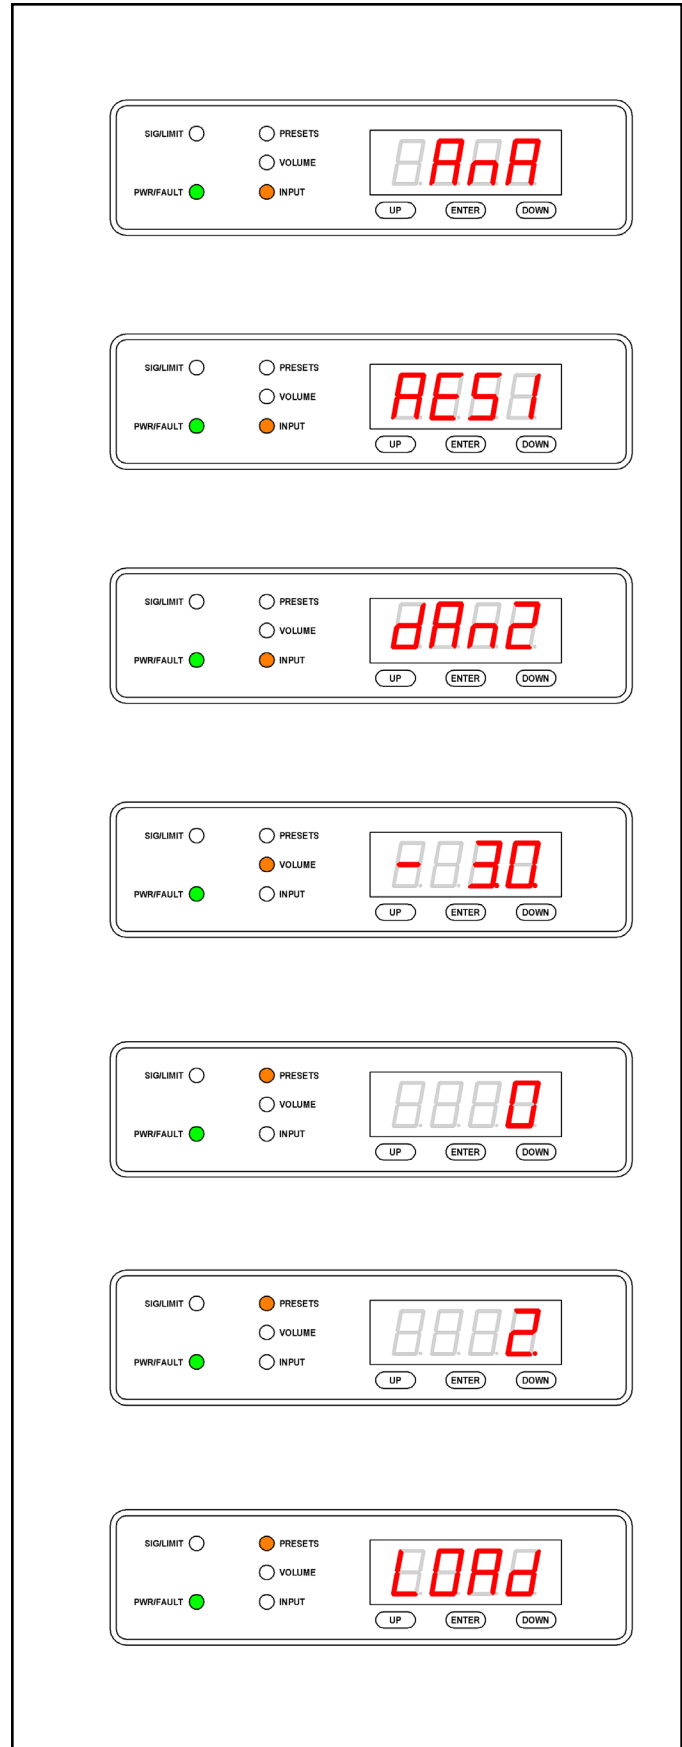 SIG/LIMIT PRESETS
VOLUME
PWR/FAULT INPUT
AnA
UP ENTER DOWN
SIG/LIMIT PRESETS
VOLUME
PWR/FAULT INPUT
AES1
UP ENTER DOWN
SIG/LIMIT PRESETS
VOLUME
PWR/FAULT INPUT
dAn2
UP ENTER DOWN
SIG/LIMIT PRESETS
VOLUME
PWR/FAULT INPUT
- 3.0.
UP ENTER DOWN
SIG/LIMIT PRESETS
VOLUME
PWR/FAULT INPUT
0
UP ENTER DOWN
SIG/LIMIT PRESETS
VOLUME
PWR/FAULT INPUT
2.
UP ENTER DOWN
SIG/LIMIT PRESETS
VOLUME
PWR/FAULT INPUT
LOAd
UP ENTER DOWN